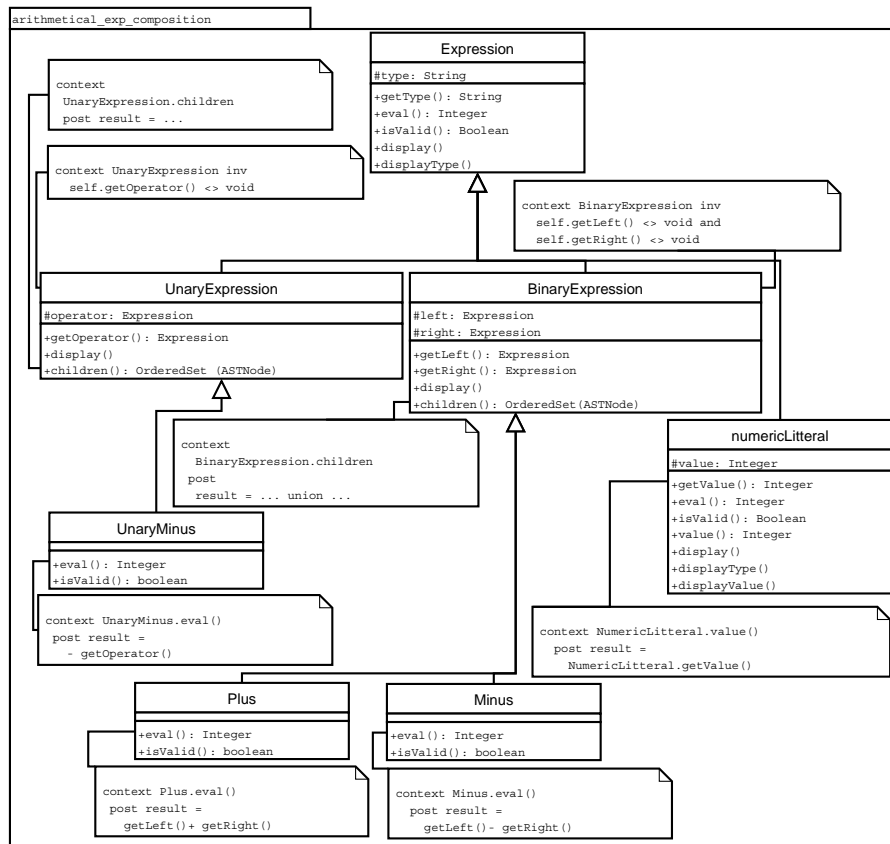 arithmetical_exp_composition
Expression
#type: String
+getType(): String
+eval(): Integer
+isValid(): Boolean
+display()
+displayType()
context
UnaryExpression.children
post result = ...
context UnaryExpression inv
self.getOperator() <> void
context BinaryExpression inv
self.getLeft() <> void and
self.getRight() <> void
UnaryExpression
#operator: Expression
+getOperator(): Expression
+display()
+children(): OrderedSet (ASTNode)
BinaryExpression
#left: Expression
#right: Expression
+getLeft(): Expression
+getRight(): Expression
+display()
+children(): OrderedSet(ASTNode)
context
BinaryExpression.children
post
result = ... union ...
numericLitteral
#value: Integer
+getValue(): Integer
+eval(): Integer
+isValid(): Boolean
+value(): Integer
+display()
+displayType()
+displayValue()
UnaryMinus
+eval(): Integer
+isValid(): boolean
context UnaryMinus.eval()
post result =
- getOperator()
context NumericLitteral.value()
post result =
NumericLitteral.getValue()
Plus
+eval(): Integer
+isValid(): boolean
Minus
+eval(): Integer
+isValid(): boolean
context Plus.eval()
post result =
getLeft()+ getRight()
context Minus.eval()
post result =
getLeft()- getRight()